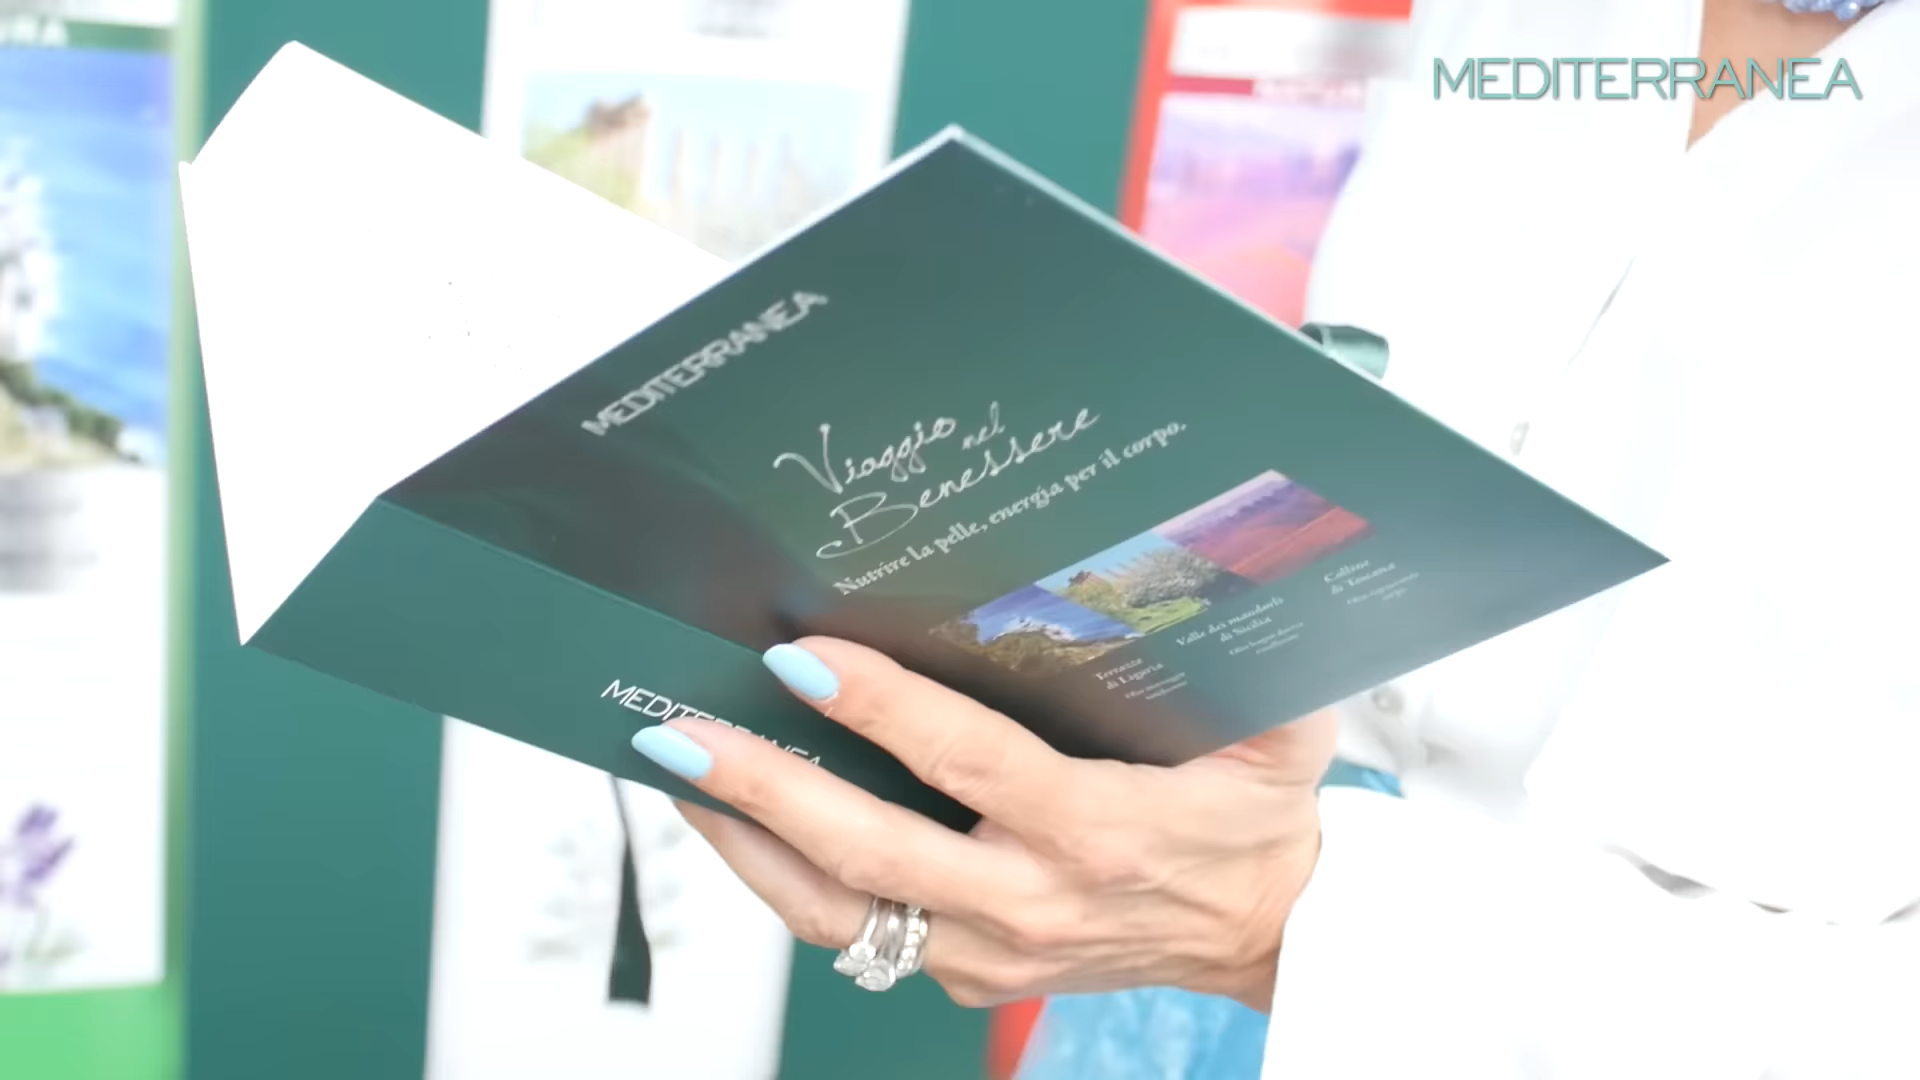 MEDITERRANEA
MEDITERRANEA
Viaggio
nel
Benessere
Nutrire la pelle, energia per il corpo.
Terrazze
di Liguria
Valle dei mandorli
di Sicilia
Colline
di Toscana
MEDITERRANEA